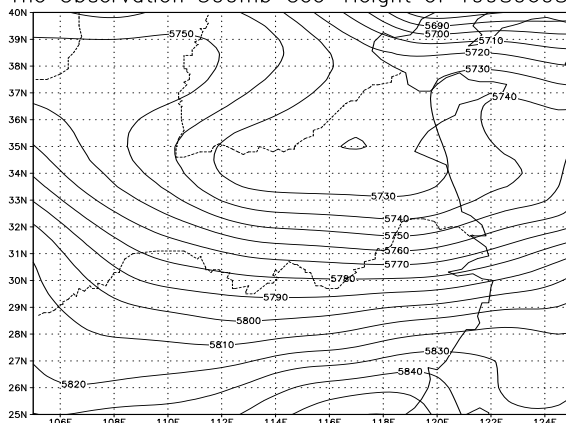 The Observation 500mb Geo Height of
40N
5690
5700
5750
5710
39N
5720
38N
5730
37N
5740
36N
35N
34N
5730
33N
5740
32N
5750
31N
5760
5770
30N
5780
5790
29N
5800
28N
5810
27N
5830
26N
5820
5840
25N
106E 108E 110E 112E 114E 116E 118E 120E 122E 124E